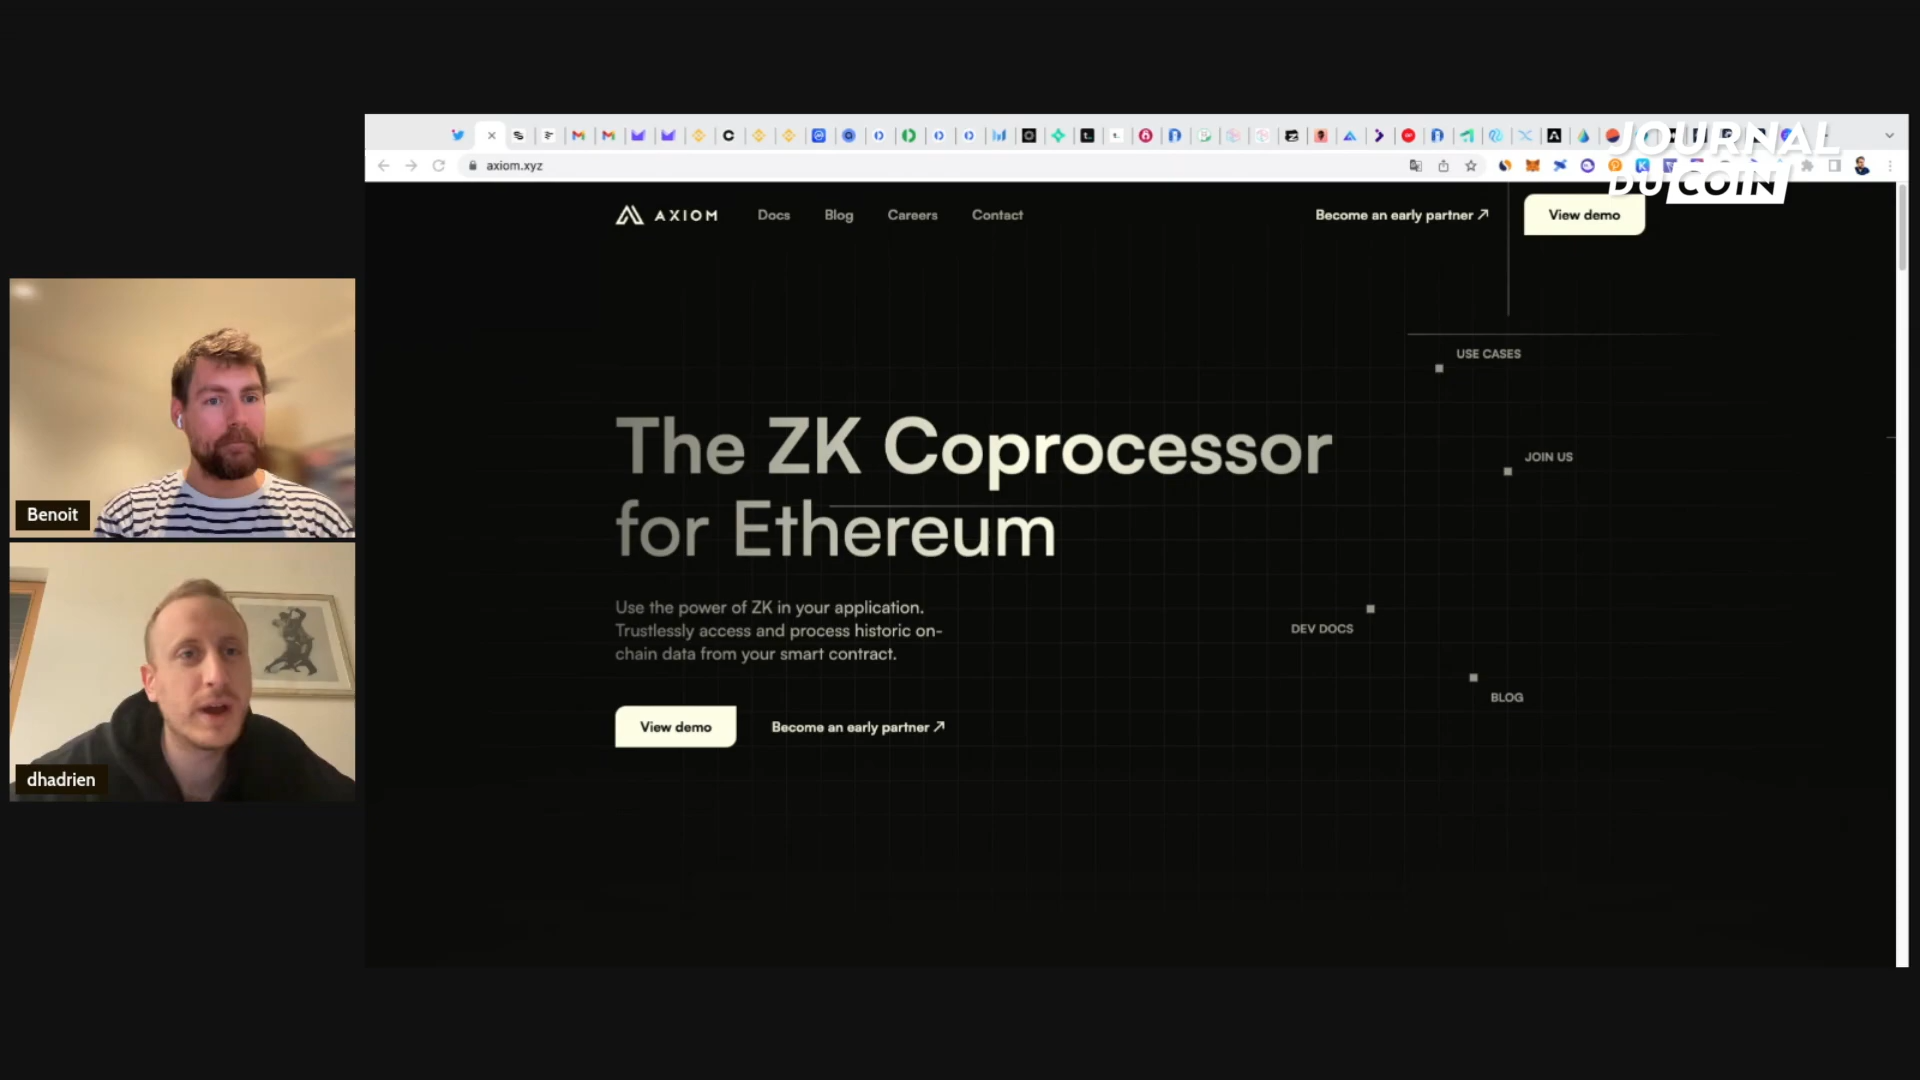 JOURNAL
DU COIN
axiom.xyz
AXIOM
Docs
Blog
Careers
Contact
Become an early partner
View demo
USE CASES
JOIN US
The ZK Coprocessor
for Ethereum
Use the power of ZK in your application.
Trustlessly access and process historic on-
chain data from your smart contract.
DEV DOCS
BLOG
View demo
Become an early partner
Benoit
dhadrien